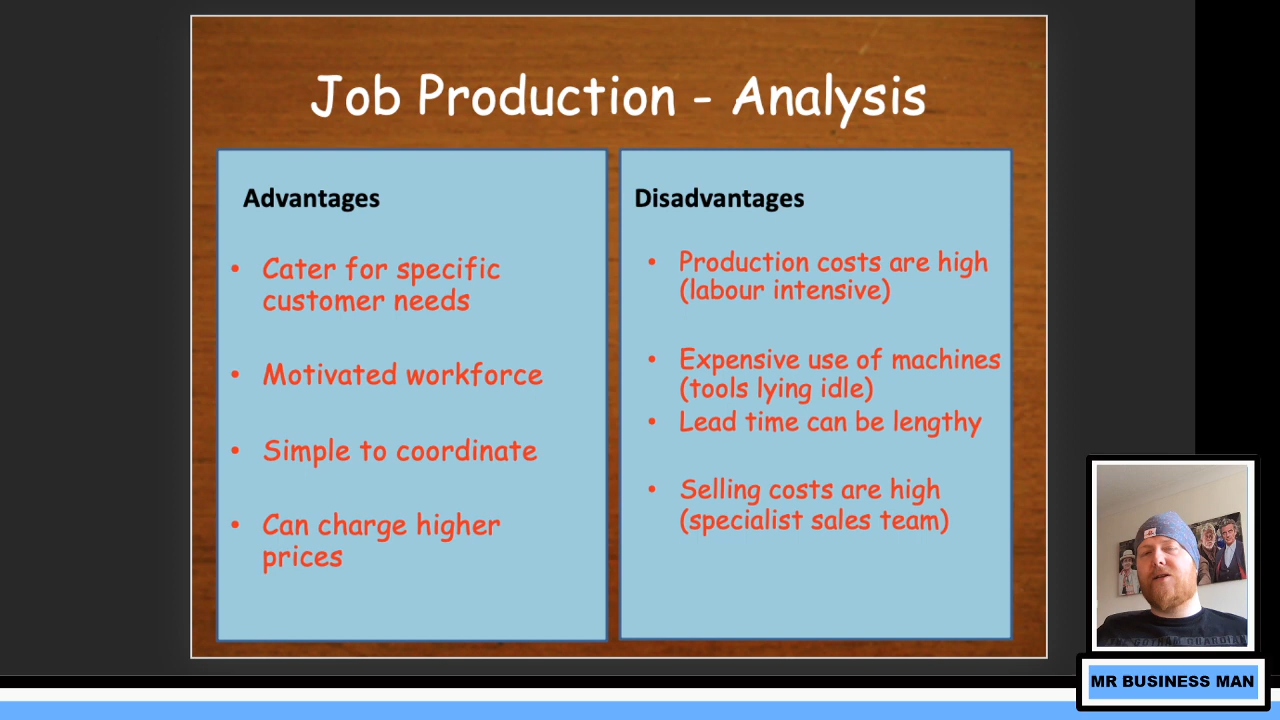 Job Production - Analysis
Advantages
• Cater for specific
customer needs
• Motivated workforce
• Simple to coordinate
• Can charge higher
prices
Disadvantages
• Production costs are high
(labour intensive)
• Expensive use of machines
(tools lying idle)
• Lead time can be lengthy
• Selling costs are high
(specialist sales team)
GOTHAM GUARDIAN
MR BUSINESS MAN